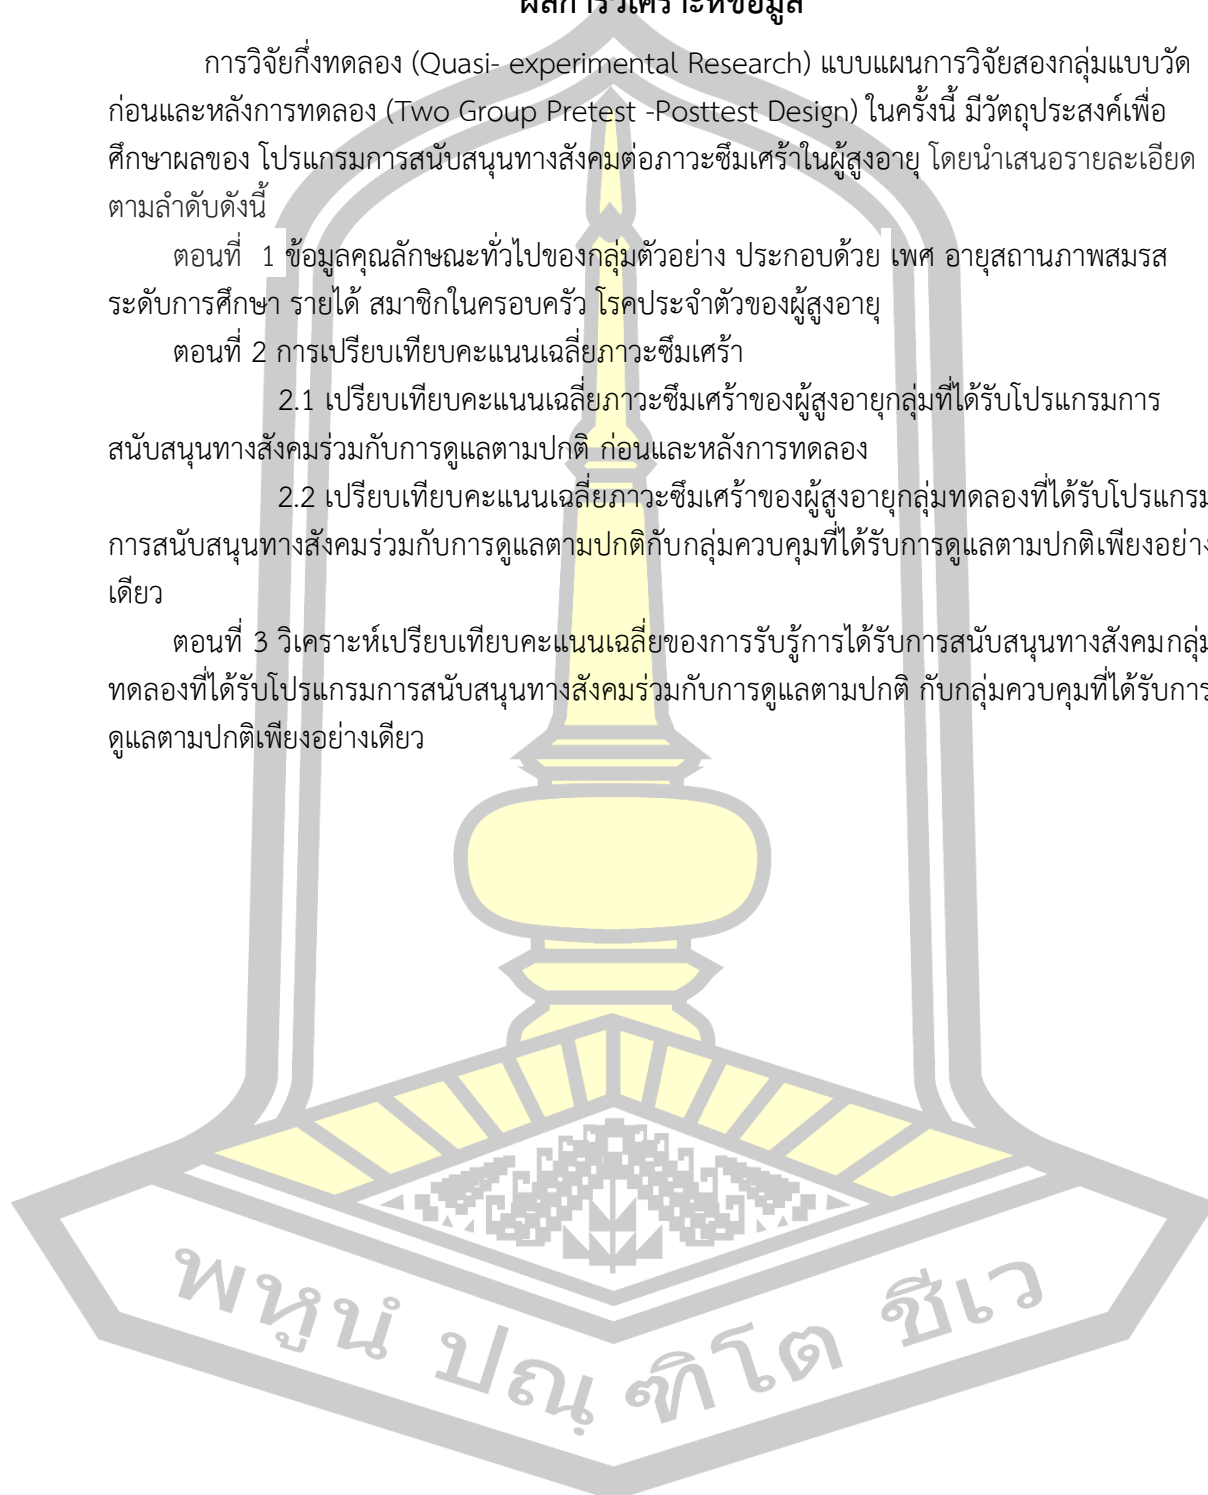 ผลการวิเคราะห์ข้อมูล
การวิจัยกึ่งทดลอง (Quasi- experimental Research) แบบแผนการวิจัยสองกลุ่มแบบวัด
ก่อนและหลังการทดลอง (Two Group Pretest -Posttest Design) ในครั้งนี้ มีวัตถุประสงค์เพื่อ
ศึกษาผลของ โปรแกรมการสนับสนุนทางสังคมต่อภาวะซึมเศร้าในผู้สูงอายุ โดยนำเสนอรายละเอียด
ตามลำดับดังนี้
ตอนที่ 1 ข้อมูลคุณลักษณะทั่วไปของกลุ่มตัวอย่าง ประกอบด้วย เพศ อายุสถานภาพสมรส
ระดับการศึกษา รายได้ สมาชิกในครอบครัว โรคประจำตัวของผู้สูงอายุ
ตอนที่ 2 การเปรียบเทียบคะแนนเฉลี่ยภาวะซึมเศร้า
2.1 เปรียบเทียบคะแนนเฉลี่ยภาวะซึมเศร้าของผู้สูงอายุกลุ่มที่ได้รับโปรแกรมการ
สนับสนุนทางสังคมร่วมกับการดูแลตามปกติ ก่อนและหลังการทดลอง
2.2 เปรียบเทียบคะแนนเฉลี่ยภาวะซึมเศร้าของผู้สูงอายุกลุ่มทดลองที่ได้รับโปรแกรม
การสนับสนุนทางสังคมร่วมกับการดูแลตามปกติกับกลุ่มควบคุมที่ได้รับการดูแลตามปกติเพียงอย่าง
เดียว
ตอนที่ 3 วิเคราะห์เปรียบเทียบคะแนนเฉลี่ยของการรับรู้การได้รับการสนับสนุนทางสังคมกลุ่ม
ทดลองที่ได้รับโปรแกรมการสนับสนุนทางสังคมร่วมกับการดูแลตามปกติ กับกลุ่มควบคุมที่ได้รับการ
ดูแลตามปกติเพียงอย่างเดียว
พหูนํ ปณฺฑิโต ชีเว